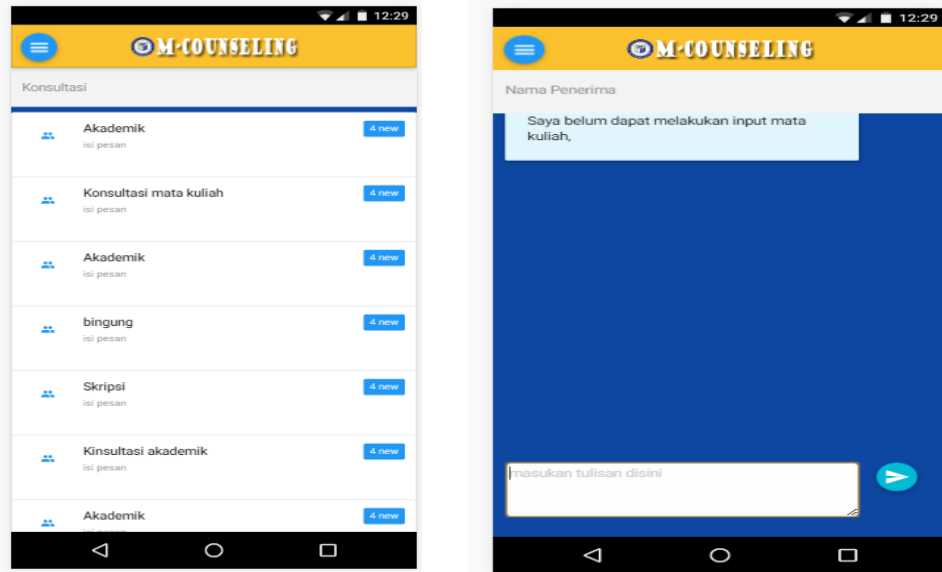 12:29
M-COUNSELING
Konsultasi
Akademik
4 new
isi pesan
Konsultasi mata kuliah
4 new
isi pesan
Akademik
4 new
isi pesan
bingung
4 new
isi pesan
Skripsi
4 new
isi pesan
Kinsultasi akademik
4 new
isi pesan
Akademik
4 new
12:29
M-COUNSELING
Nama Penerima
Saya belum dapat melakukan input mata
kuliah,
masukan tulisan disini